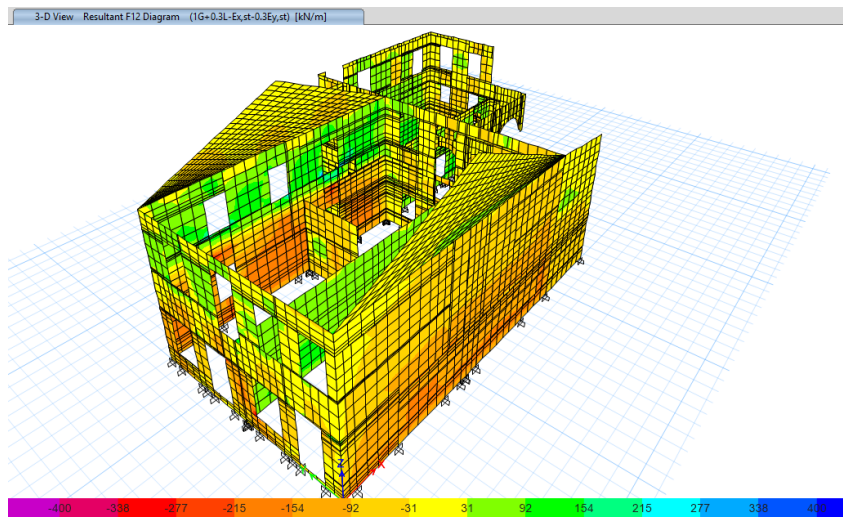 3-D View   Resultant F12 Diagram   (1G+0.3L-Ex,st-0.3Ey,st)  [kN/m]
Z
X
-400 -338 -277 -215 -154 -92 -31 31 92 154 215 277 338 400